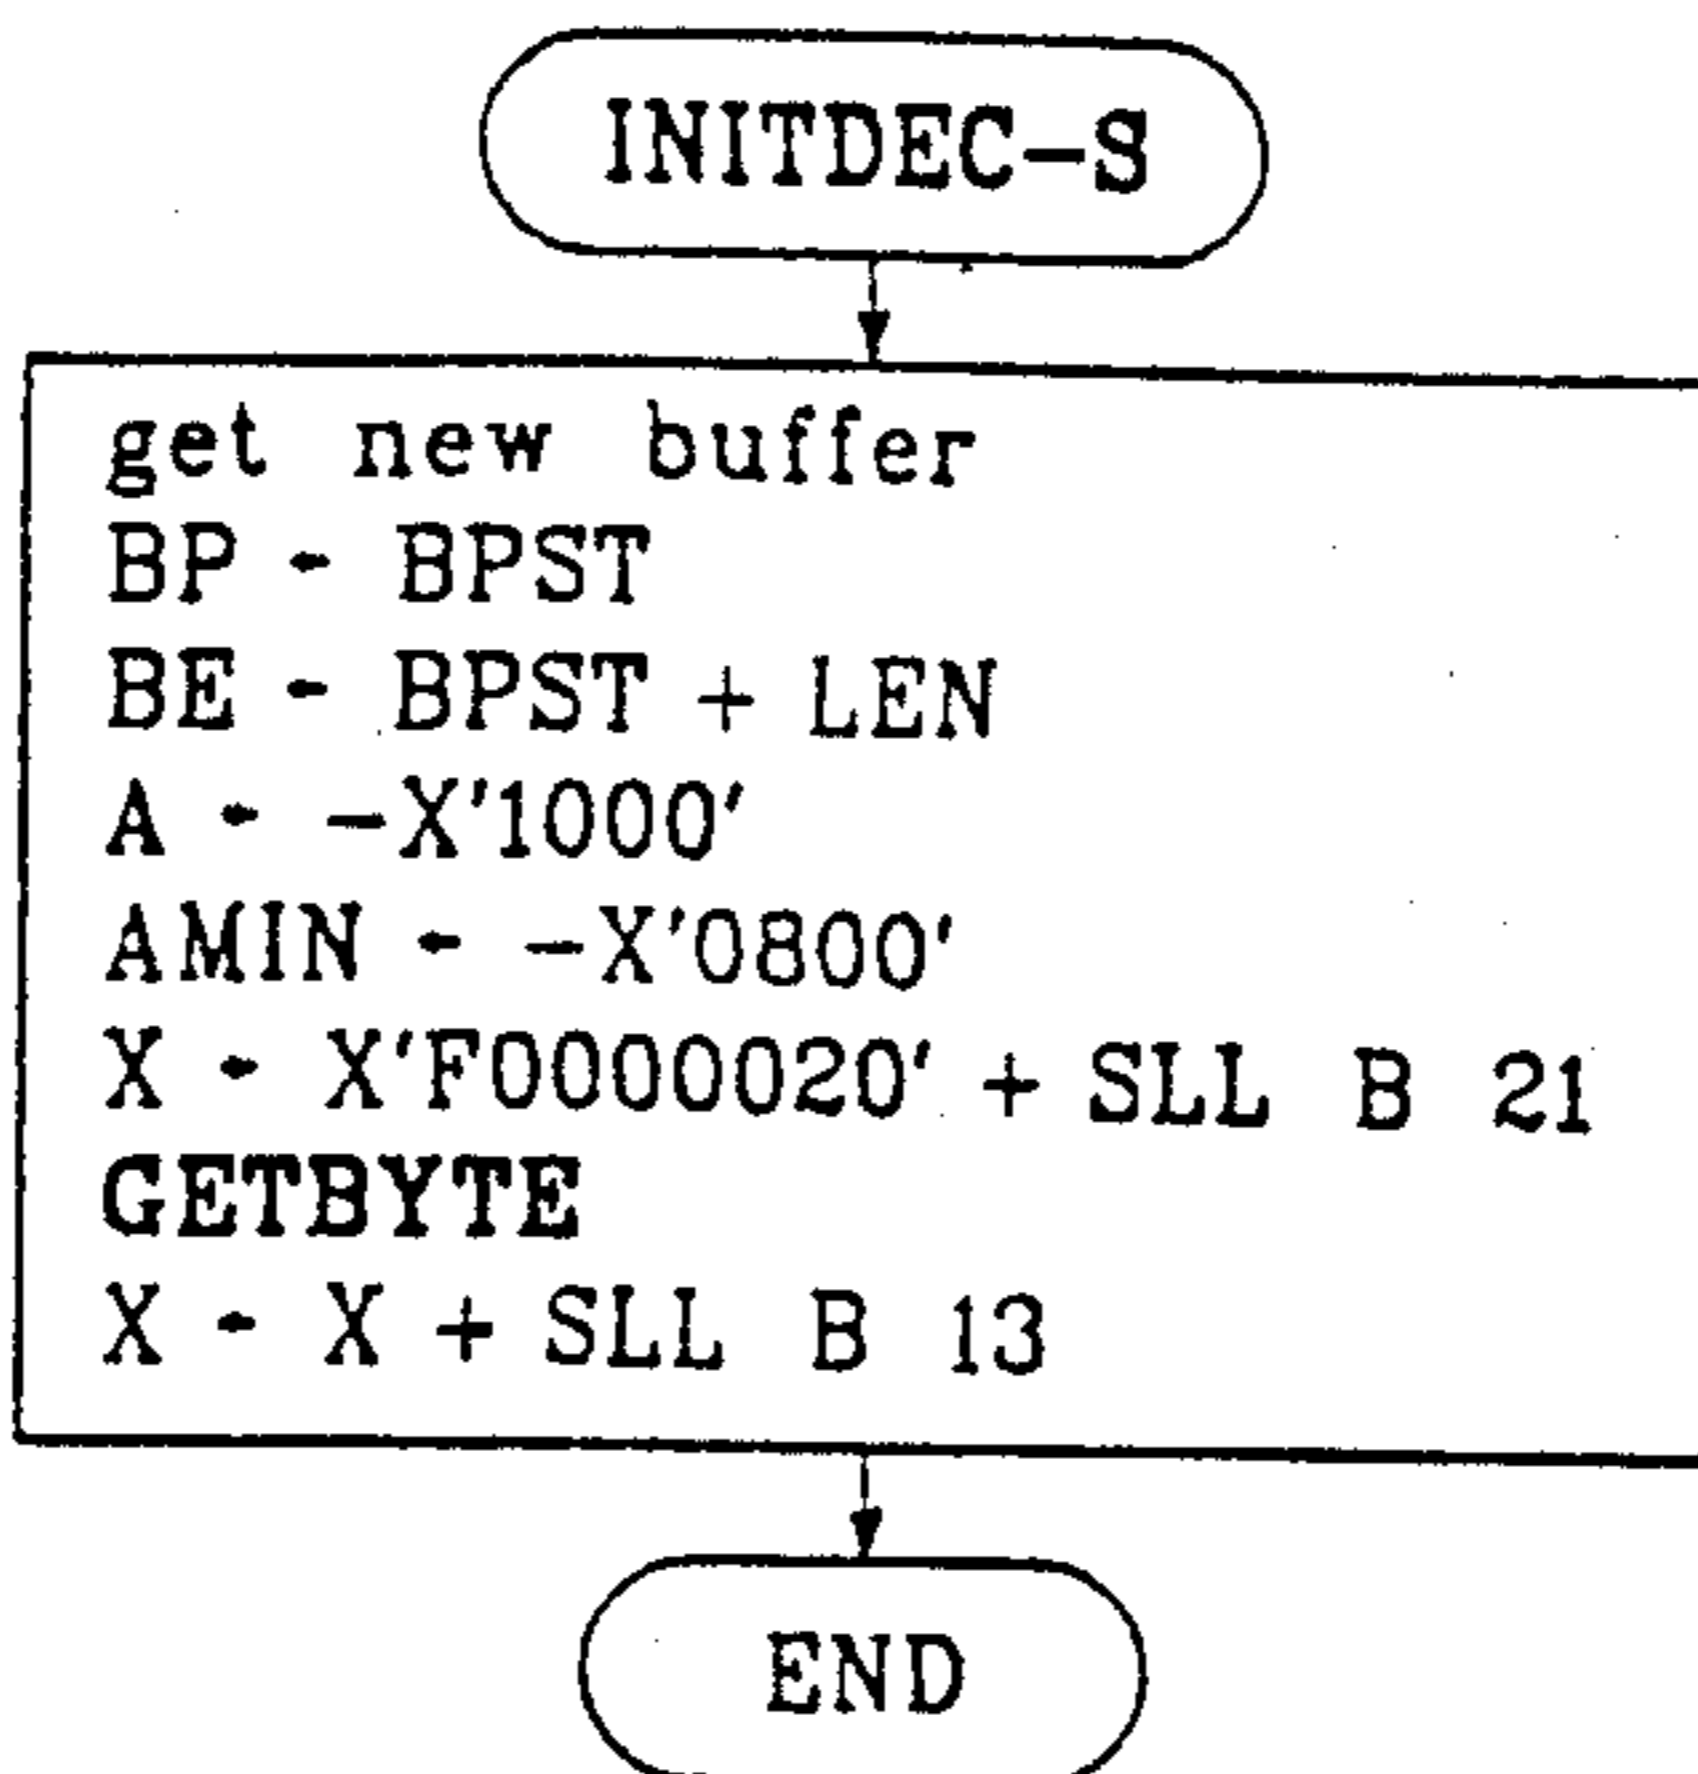 INITDEC-S
get new buffer
BP ← BPST
BE ← BPST + LEN
A ← -X'1000'
AMIN ← -X'0800'
X ← X'F0000020' + SLL B 21
GETBYTE
X ← X + SLL B 13
END